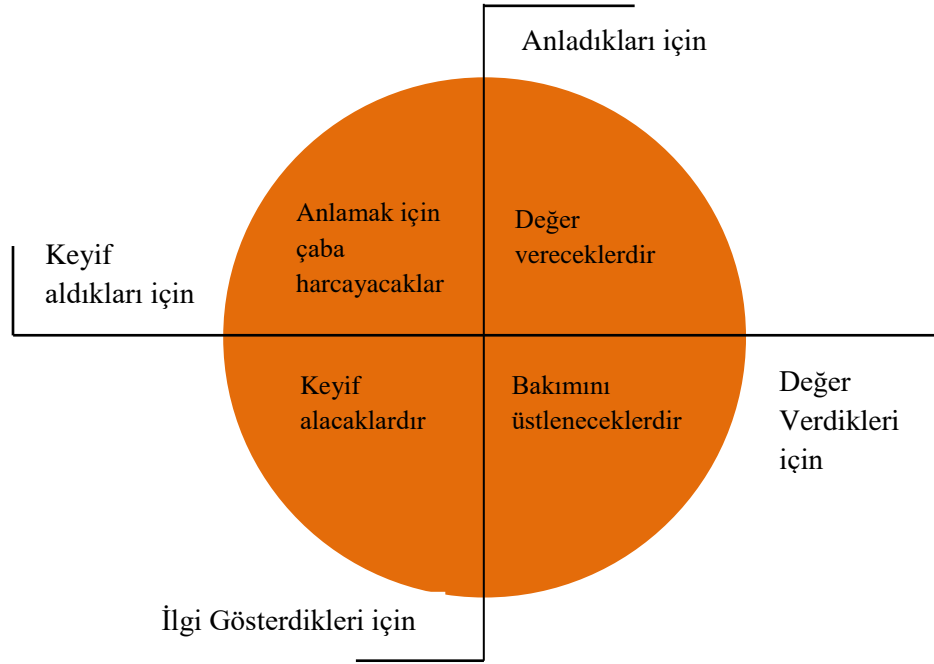 Anladıkları için
Anlamak için
çaba
harcayacaklar
Değer
vereceklerdir
Keyif
aldıkları için
Keyif
alacaklardır
Bakımını
üstleneceklerdir
Değer
Verdikleri
için
İlgi Gösterdikleri için